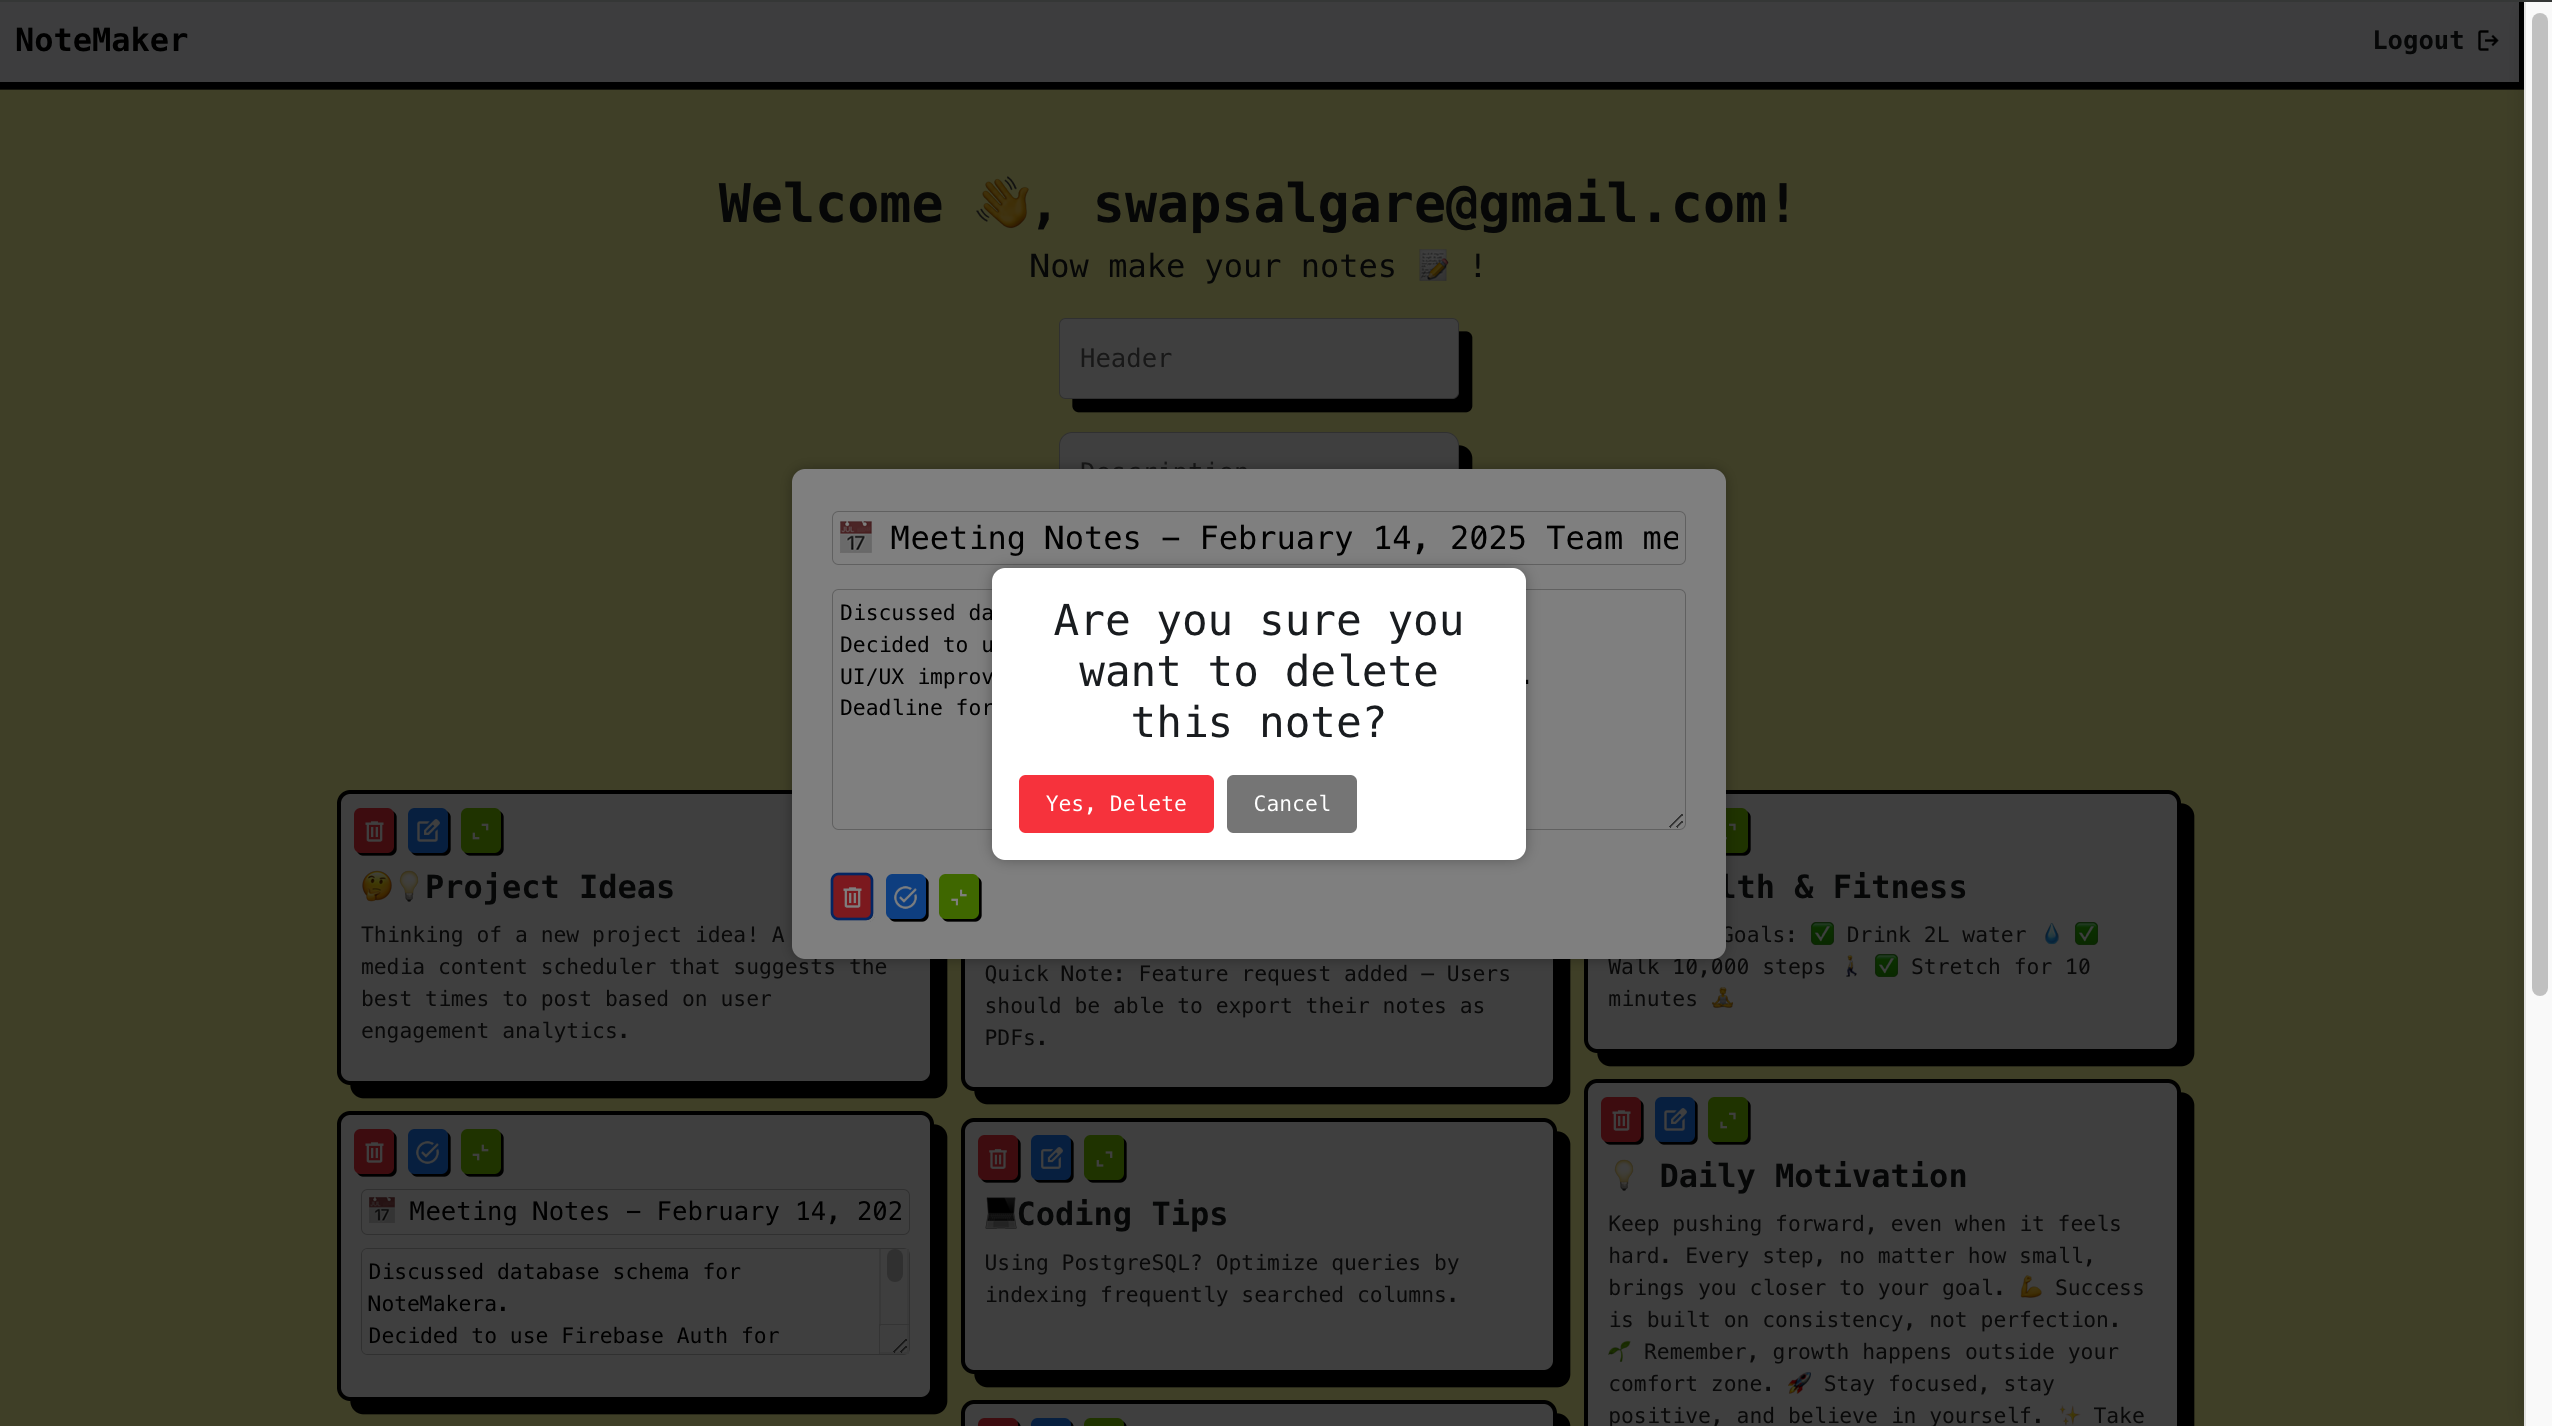 NoteMaker
Logout
Welcome 👋, swapsalgare@gmail.com!
Now make your notes 📝 !
Header
📅 Meeting Notes – February 14, 2025 Team me
Discussed da
Decided to u
UI/UX improv
Deadline for
Are you sure you
want to delete
this note?
Yes, Delete
Cancel
🤔💡Project Ideas
Thinking of a new project idea! A
media content scheduler that suggests the
best times to post based on user
engagement analytics.
Quick Note: Feature request added – Users
should be able to export their notes as
PDFs.
lth & Fitness
Goals: ✅ Drink 2L water 💧 ✅
Walk 10,000 steps 🚶 ✅ Stretch for 10
minutes 🧘
📅 Meeting Notes – February 14, 202
Discussed database schema for
NoteMakera.
Decided to use Firebase Auth for
💻Coding Tips
Using PostgreSQL? Optimize queries by
indexing frequently searched columns.
💡 Daily Motivation
Keep pushing forward, even when it feels
hard. Every step, no matter how small,
brings you closer to your goal. 💪 Success
is built on consistency, not perfection.
🌱 Remember, growth happens outside your
comfort zone. 🚀 Stay focused, stay
positive, and believe in yourself. ✨ Take